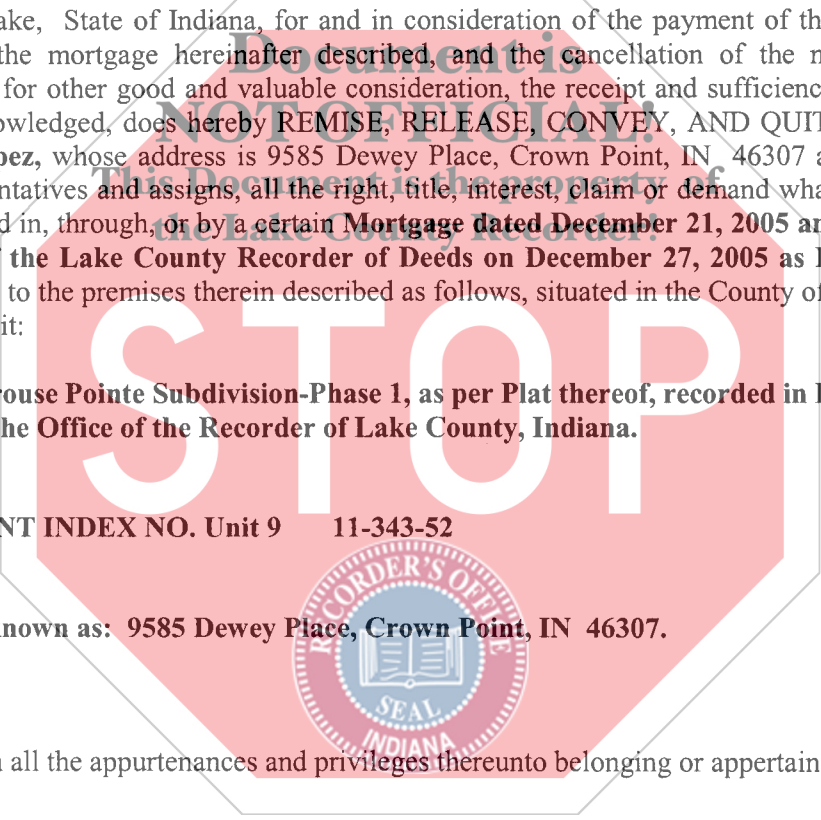 ake, State of Indiana, for and in consideration of the payment of th
the mortgage hereinafter described, and the cancellation of the
for other good and valuable consideration, the receipt and sufficienc
owledged, does hereby REMISE, RELEASE, CONVEY, AND QUIT
pez, whose address is 9585 Dewey Place, Crown Point, IN 46307 a
ntatives and assigns, all the right, title, interest, claim or demand wha
d in, through, or by a certain Mortgage dated December 21, 2005 an
f the Lake County Recorder of Deeds on December 27, 2005 as
to the premises therein described as follows, situated in the County of
it:
rouse Pointe Subdivision-Phase 1, as per Plat thereof, recorded in
he Office of the Recorder of Lake County, Indiana.
NT INDEX NO. Unit 9 11-343-52
nown as: 9585 Dewey Place, Crown Point, IN 46307.
all the appurtenances and privileges thereunto belonging or appertain
Document is
NOT OFFICIAL!
This Document is the property of
the Lake County Recorder!
STOP
RECORDER'S OFFICE
SEAL
INDIANA